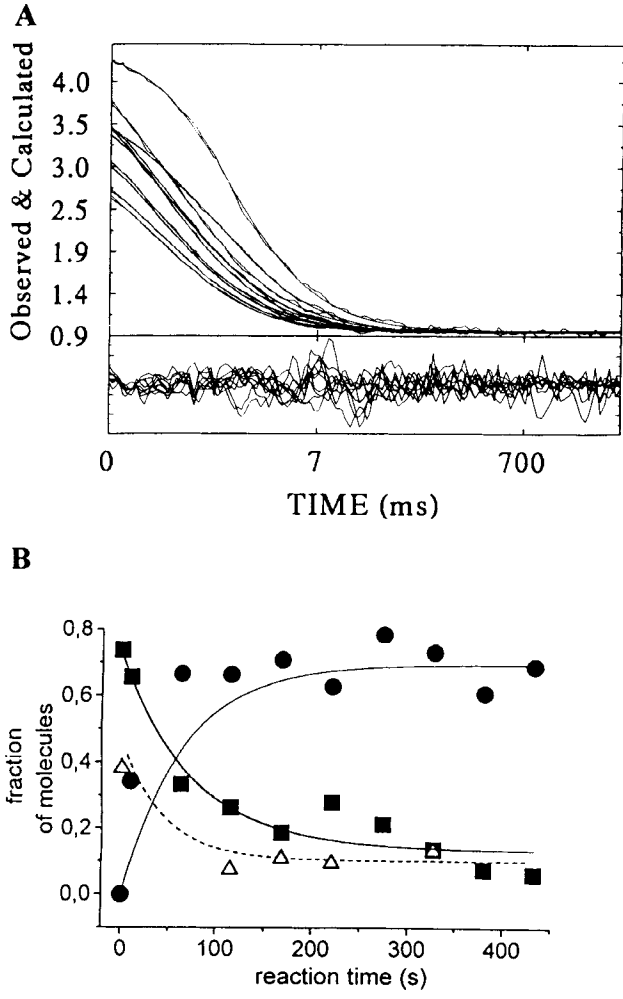 A
Observed & Calculated
4.0
3.5
3.0
2.5
1.9
1.4
0.9
0 7 700
TIME (ms)
B
fraction
of molecules
0,8
0,6
0,4
0,2
0,0
0 100 200 300 400
reaction time (s)